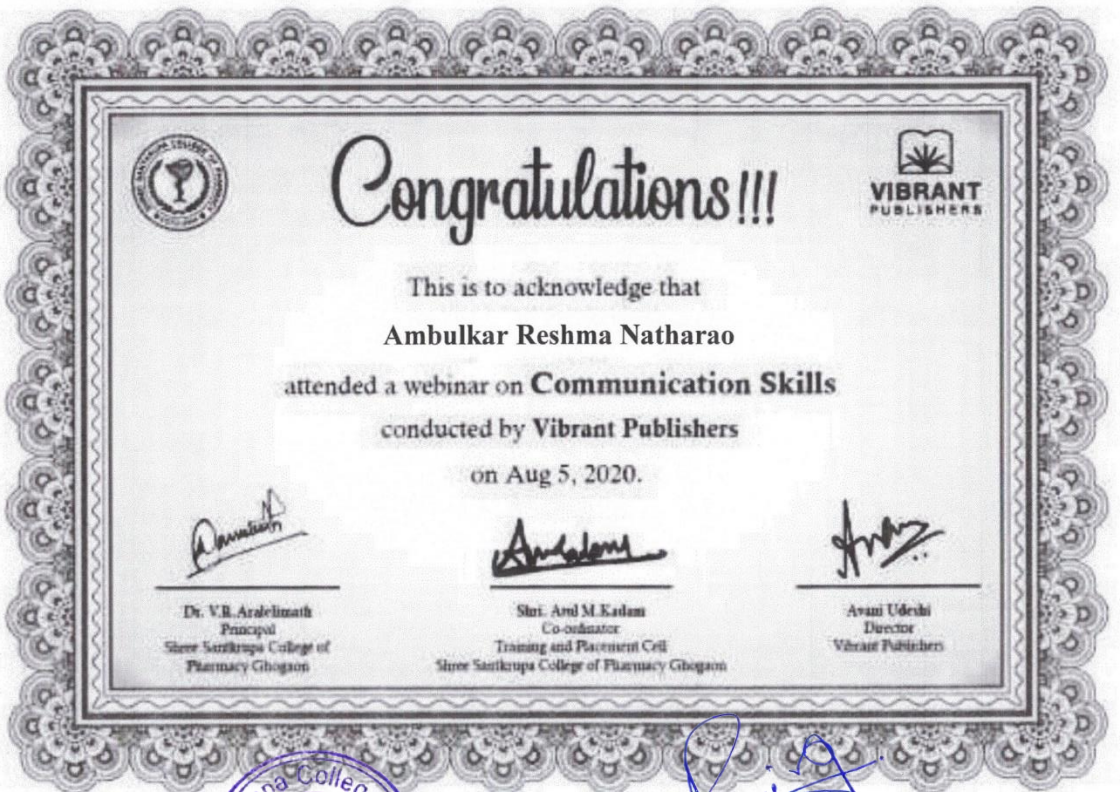 Congratulations!!!
VIBRANT
PUBLISHERS
This is to acknowledge that
Ambulkar Reshma Natharao
attended a webinar on Communication Skills
conducted by Vibrant Publishers
on Aug 5, 2020.
Dr. V.R.Aralelimath
Principal
Shree Santkrupa College of
Pharmacy Ghogaon
Shri. Atul M.Kadam
Co-ordinator
Training and Placement Cell
Shree Santkrupa College of Pharmacy Ghogaon
Avani Udeshi
Director
Vibrant Publishers